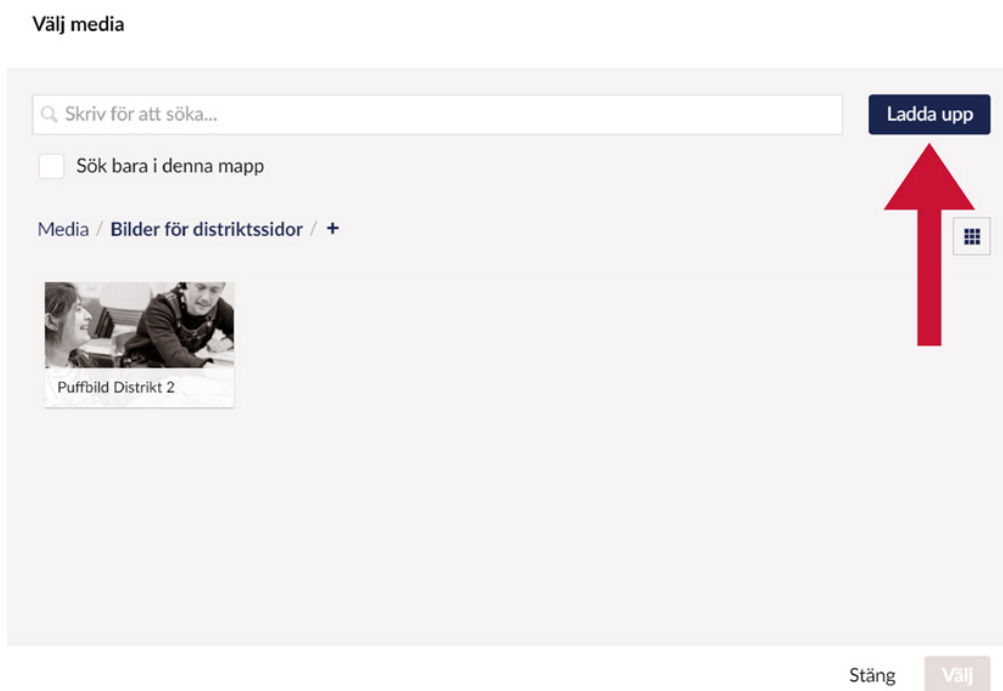 Välj media
Skriv för att söka...
Ladda upp
Sök bara i denna mapp
Media / Bilder för distriktssidor / +
Puffbild Distrikt 2
Stäng
Välj